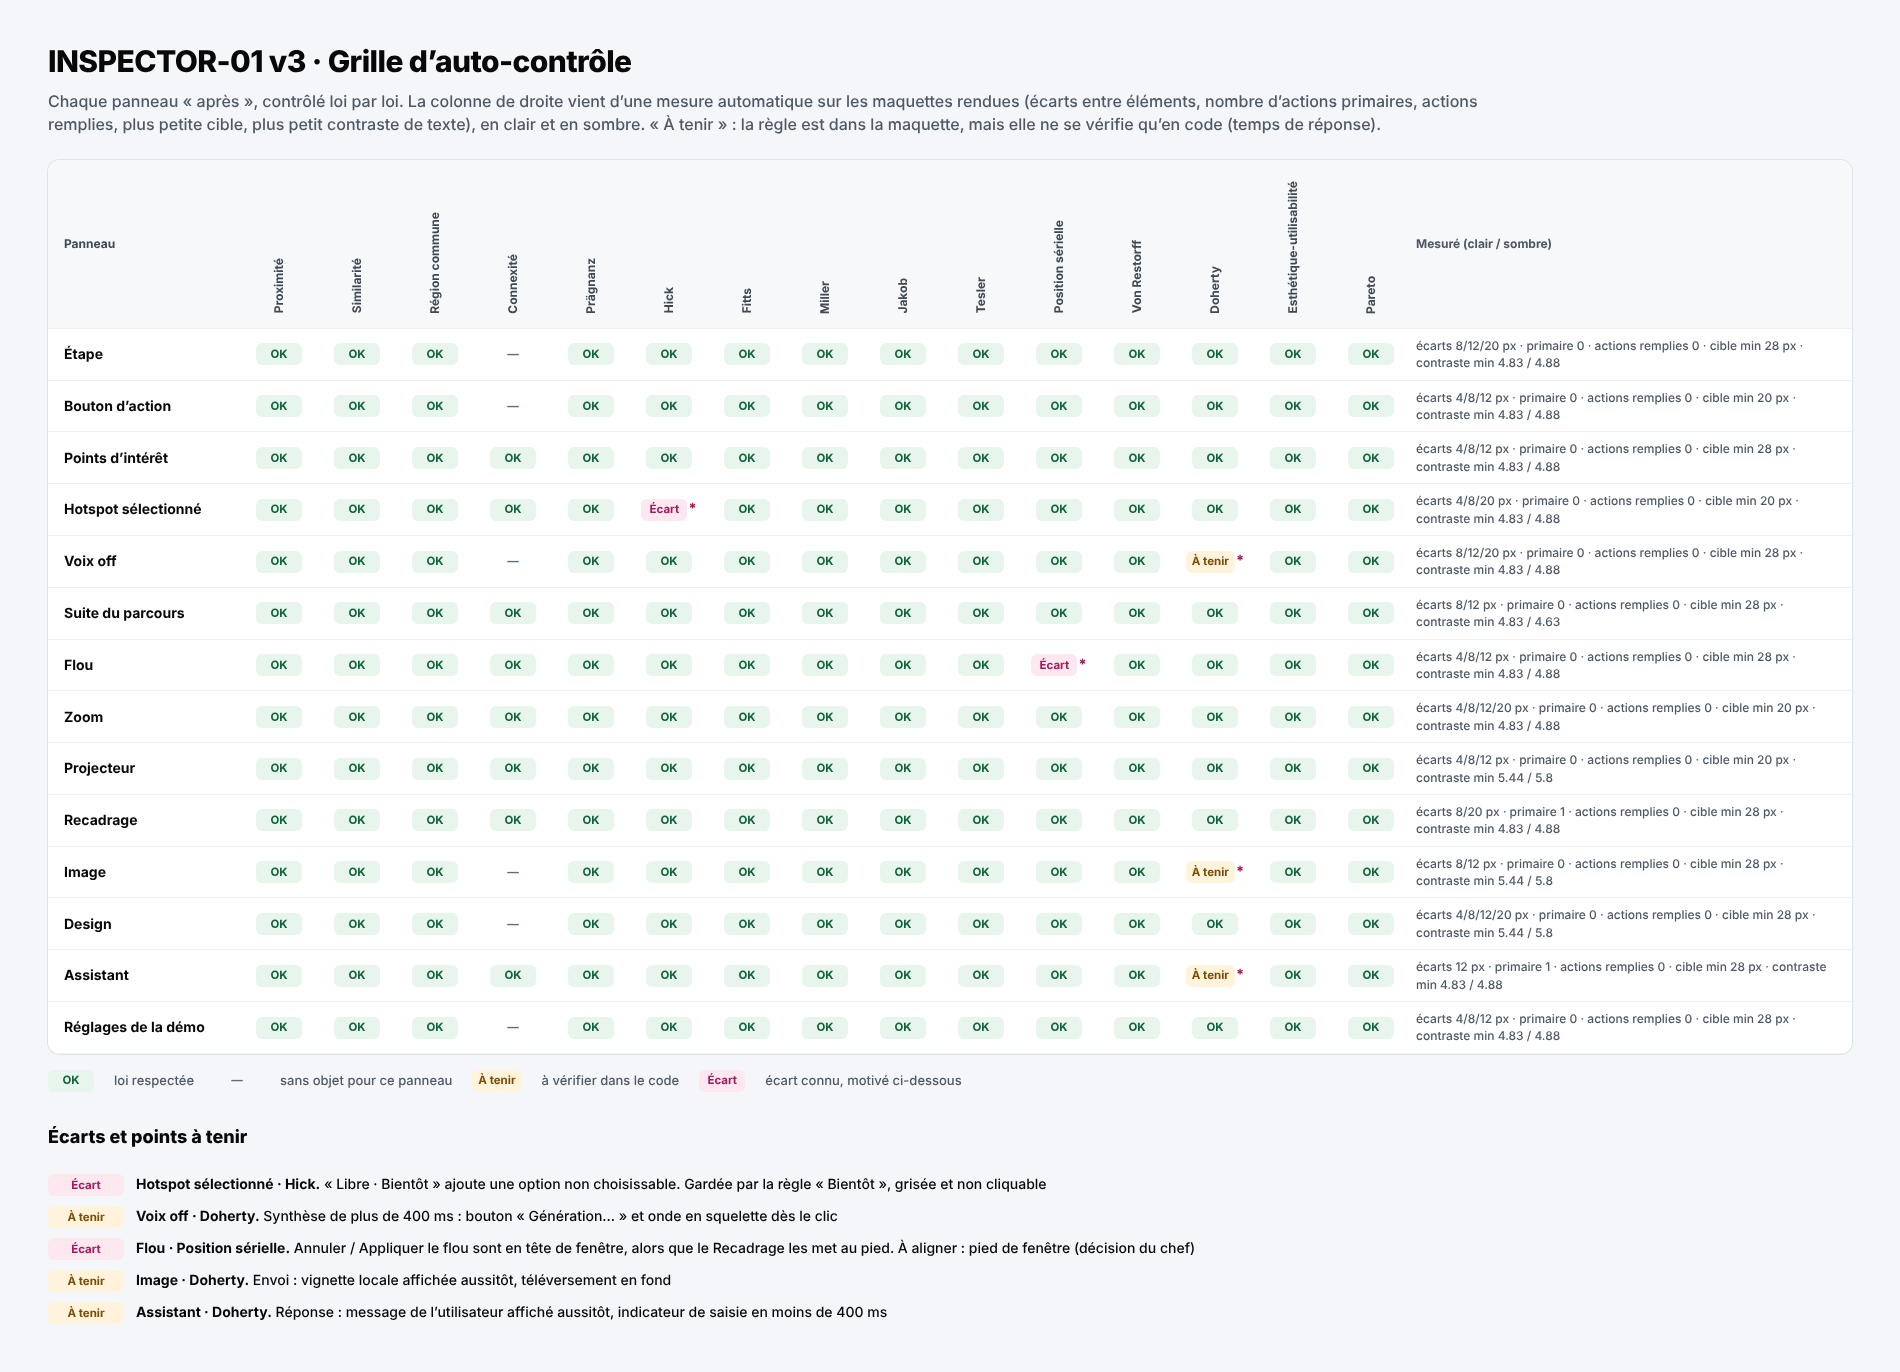 INSPECTOR-01 v3 · Grille d’auto-contrôle
Chaque panneau « après », contrôlé loi par loi. La colonne de droite vient d’une mesure automatique sur les maquettes rendues (écarts entre éléments, nombre d’actions primaires, actions
remplies, plus petite cible, plus petit contraste de texte), en clair et en sombre. « À tenir » : la règle est dans la maquette, mais elle ne se vérifie qu’en code (temps de réponse).
Panneau Proximité Similarité Région commune Connexité Prägnanz Hick Fitts Miller Jakob Tesler Position sérielle Von Restorff Doherty Esthétique-utilisabilité Pareto Mesuré (clair / sombre)
Étape OK OK OK — OK OK OK OK OK OK OK OK OK OK OK écarts 8/12/20 px · primaire 0 · actions remplies 0 · cible min 28 px ·
contraste min 4.83 / 4.88
Bouton d’action OK OK OK — OK OK OK OK OK OK OK OK OK OK OK écarts 4/8/12 px · primaire 0 · actions remplies 0 · cible min 20 px ·
contraste min 4.83 / 4.88
Points d’intérêt OK OK OK OK OK OK OK OK OK OK OK OK OK OK OK écarts 4/8/12 px · primaire 0 · actions remplies 0 · cible min 28 px ·
contraste min 4.83 / 4.88
Hotspot sélectionné OK OK OK OK OK Écart * OK OK OK OK OK OK OK OK OK écarts 4/8/20 px · primaire 0 · actions remplies 0 · cible min 20 px ·
contraste min 4.83 / 4.88
Voix off OK OK OK — OK OK OK OK OK OK OK OK À tenir * OK OK écarts 8/12/20 px · primaire 0 · actions remplies 0 · cible min 28 px ·
contraste min 4.83 / 4.88
Suite du parcours OK OK OK OK OK OK OK OK OK OK OK OK OK OK OK écarts 8/12 px · primaire 0 · actions remplies 0 · cible min 28 px ·
contraste min 4.83 / 4.63
Flou OK OK OK OK OK OK OK OK OK OK Écart * OK OK OK OK écarts 4/8/12 px · primaire 0 · actions remplies 0 · cible min 28 px ·
contraste min 4.83 / 4.88
Zoom OK OK OK OK OK OK OK OK OK OK OK OK OK OK OK écarts 4/8/12/20 px · primaire 0 · actions remplies 0 · cible min 20 px ·
contraste min 4.83 / 4.88
Projecteur OK OK OK OK OK OK OK OK OK OK OK OK OK OK OK écarts 4/8/12 px · primaire 0 · actions remplies 0 · cible min 20 px ·
contraste min 5.44 / 5.8
Recadrage OK OK OK OK OK OK OK OK OK OK OK OK OK OK OK écarts 8/20 px · primaire 1 · actions remplies 0 · cible min 28 px ·
contraste min 4.83 / 4.88
Image OK OK OK — OK OK OK OK OK OK OK OK À tenir * OK OK écarts 8/12 px · primaire 0 · actions remplies 0 · cible min 28 px ·
contraste min 5.44 / 5.8
Design OK OK OK — OK OK OK OK OK OK OK OK OK OK OK écarts 4/8/12/20 px · primaire 0 · actions remplies 0 · cible min 28 px ·
contraste min 5.44 / 5.8
Assistant OK OK OK OK OK OK OK OK OK OK OK OK À tenir * OK OK écarts 12 px · primaire 1 · actions remplies 0 · cible min 28 px · contraste
min 4.83 / 4.88
Réglages de la démo OK OK OK — OK OK OK OK OK OK OK OK OK OK OK écarts 4/8/12 px · primaire 0 · actions remplies 0 · cible min 28 px ·
contraste min 4.83 / 4.88
OK loi respectée — sans objet pour ce panneau À tenir à vérifier dans le code Écart écart connu, motivé ci-dessous
Écarts et points à tenir
Écart Hotspot sélectionné · Hick. « Libre · Bientôt » ajoute une option non choisissable. Gardée par la règle « Bientôt », grisée et non cliquable
À tenir Voix off · Doherty. Synthèse de plus de 400 ms : bouton « Génération… » et onde en squelette dès le clic
Écart Flou · Position sérielle. Annuler / Appliquer le flou sont en tête de fenêtre, alors que le Recadrage les met au pied. À aligner : pied de fenêtre (décision du chef)
À tenir Image · Doherty. Envoi : vignette locale affichée aussitôt, téléversement en fond
À tenir Assistant · Doherty. Réponse : message de l’utilisateur affiché aussitôt, indicateur de saisie en moins de 400 ms